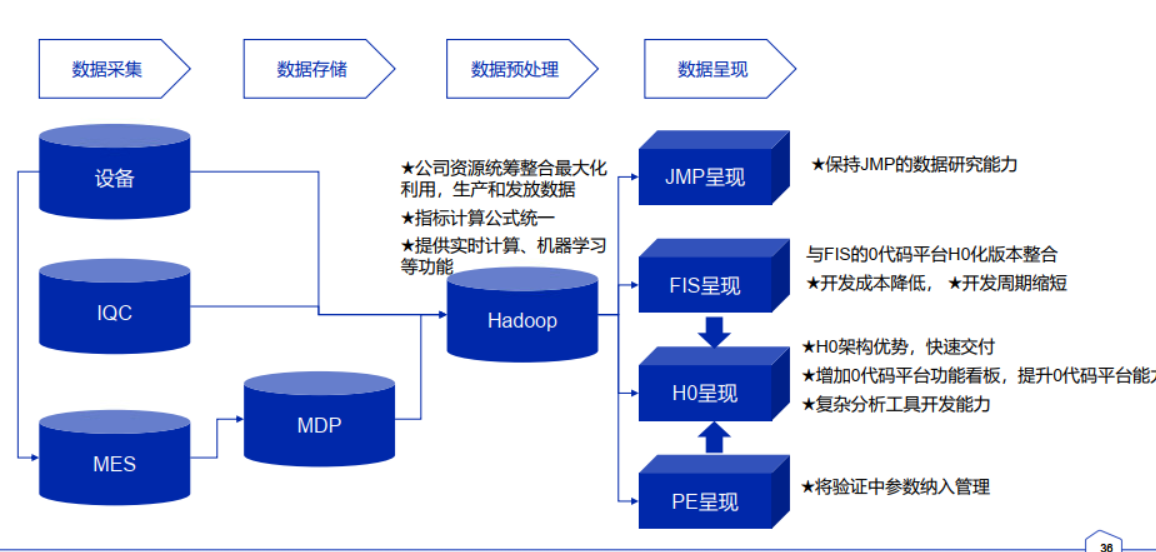 数据采集
数据存储
数据预处理
数据呈现
设备
IQC
MES
MDP
★公司资源统筹整合最大化
利用，生产和发放数据
★指标计算公式统一
★提供实时计算、机器学习
等功能
Hadoop
JMP呈现
★保持JMP的数据研究能力
FIS呈现
与FIS的0代码平台H0化版本整合
★开发成本降低， ★开发周期缩短
H0呈现
★H0架构优势，快速交付
★增加0代码平台功能看板，提升0代码平台能力
★复杂分析工具开发能力
PE呈现
★将验证中参数纳入管理
36